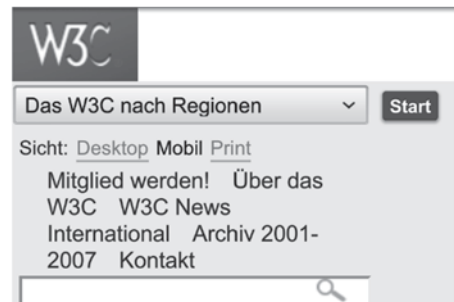 W3C
Das W3C nach Regionen Start
Sicht: Desktop Mobil Print
Mitglied werden! Über das
W3C W3C News
International Archiv 2001-
2007 Kontakt